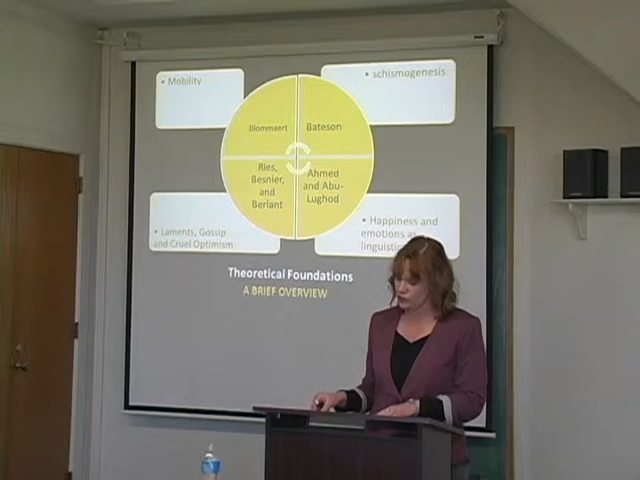 • Mobility
• schismogenesis
Blommaert
Bateson
Ries,
Besnier,
and
Berlant
Ahmed
and Abu-
Lughod
• Laments, Gossip
and Cruel Optimism
• Happiness and
emotions as
linguistic
Theoretical Foundations
A BRIEF OVERVIEW